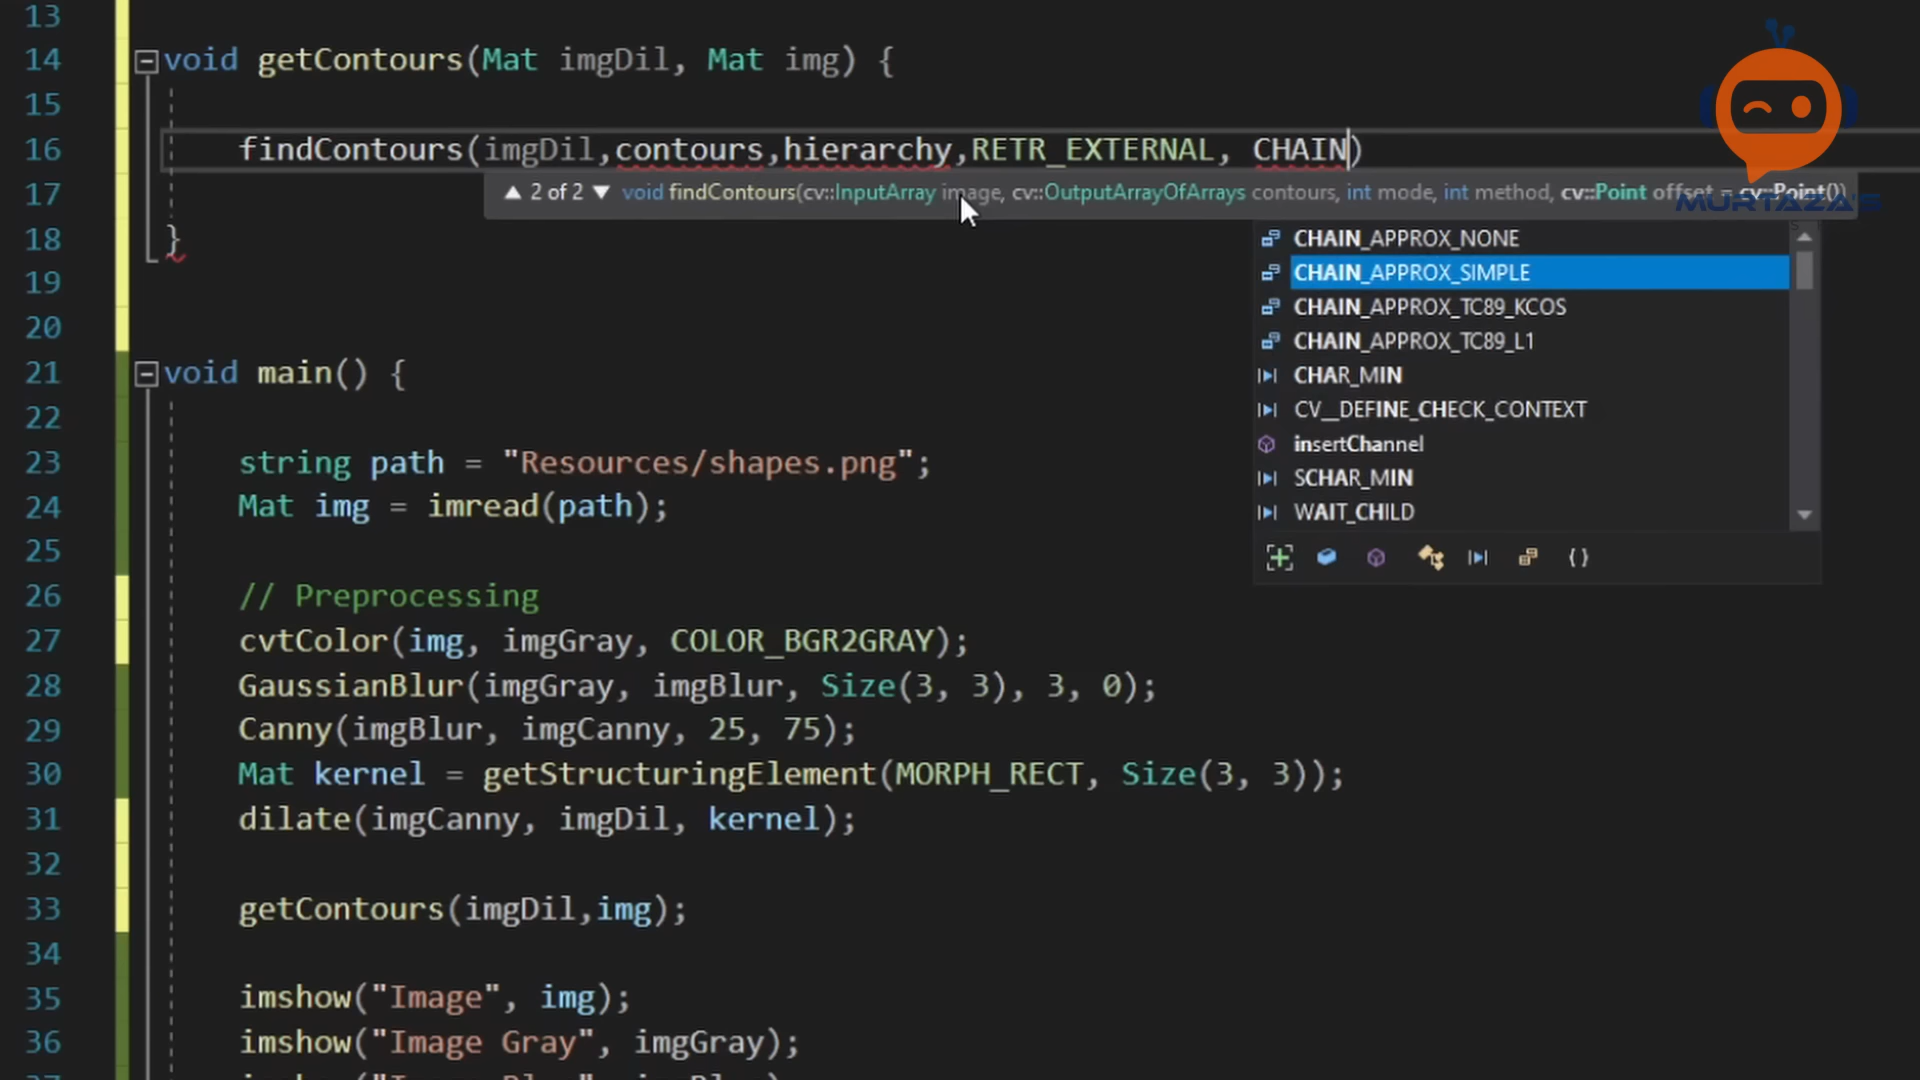 13
14 void getContours(Mat imgDil, Mat img) {
15
16 findContours(imgDil,contours,hierarchy,RETR_EXTERNAL, CHAIN)
17 ▲ 2 of 2 ▼ void findContours(cv::InputArray image, cv::OutputArrayOfArrays contours, int mode, int method, cv::Point offset = cv::Point())
MURTAZA'S
CHAIN_APPROX_NONE
18 }
CHAIN_APPROX_SIMPLE
19
CHAIN_APPROX_TC89_KCOS
20
CHAIN_APPROX_TC89_L1
21 void main() {
CHAR_MIN
22
CV__DEFINE_CHECK_CONTEXT
insertChannel
23 string path = "Resources/shapes.png";
SCHAR_MIN
24 Mat img = imread(path);
WAIT_CHILD
25
26 // Preprocessing
27 cvtColor(img, imgGray, COLOR_BGR2GRAY);
28 GaussianBlur(imgGray, imgBlur, Size(3, 3), 3, 0);
29 Canny(imgBlur, imgCanny, 25, 75);
30 Mat kernel = getStructuringElement(MORPH_RECT, Size(3, 3));
31 dilate(imgCanny, imgDil, kernel);
32
33 getContours(imgDil,img);
34
35 imshow("Image", img);
36 imshow("Image Gray", imgGray);